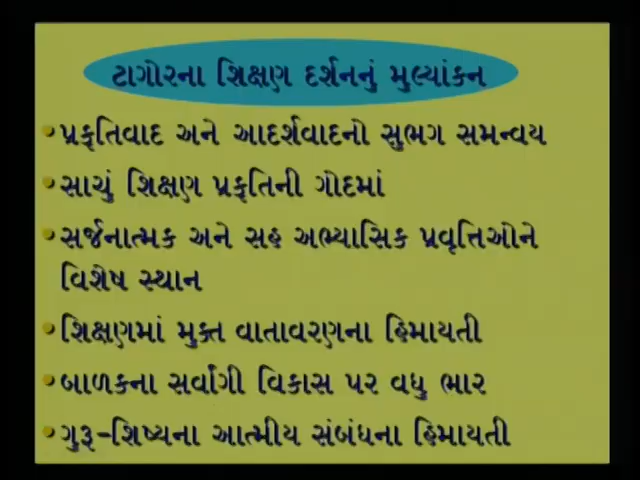 ટાગોરના શિક્ષણ દર્શનનું મુલ્યાંકન
•પ્રકૃતિવાદ અને આદર્શવાદનો સુભગ સમન્વય
•સાચું શિક્ષણ પ્રકૃતિની ગોદમાં
•સર્જનાત્મક અને સહ અભ્યાસિક પ્રવૃત્તિઓને
વિશેષ સ્થાન
•શિક્ષણમાં મુક્ત વાતાવરણના હિમાયતી
•બાળકના સર્વાંગી વિકાસ પર વધુ ભાર
•ગુરૂ-શિષ્યના આત્મીય સંબંધના હિમાયતી